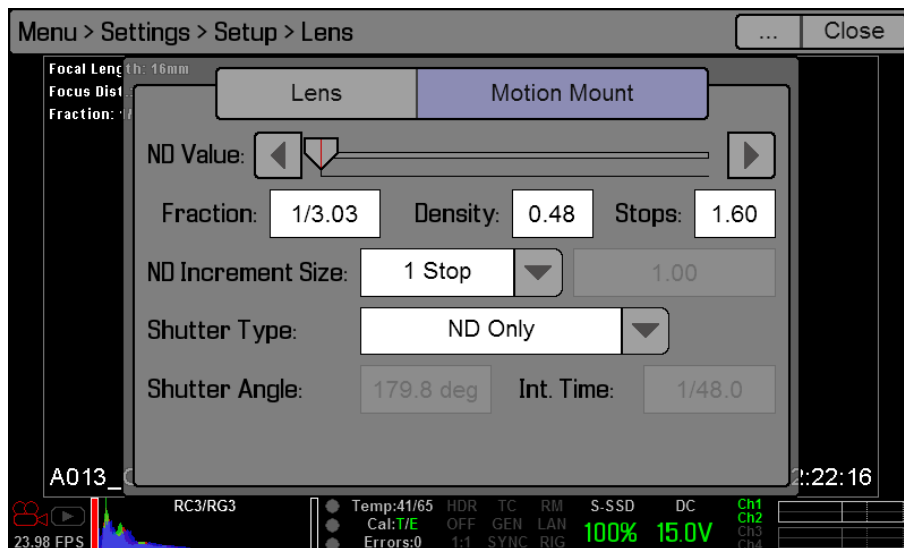 Menu > Settings > Setup > Lens
... Close
Focal Length: 16mm
Focus Dist
Fraction: 1/
Lens Motion Mount
ND Value:
Fraction: 1/3.03 Density: 0.48 Stops: 1.60
ND Increment Size: 1 Stop 1.00
Shutter Type: ND Only
Shutter Angle: 179.8 deg Int. Time: 1/48.0
A013_ 2:22:16
RC3/RG3 Temp:41/65 HDR TC RM S-SSD DC Ch1
Cal:T/E OFF GEN LAN 100% 15.0V Ch2
23.98 FPS Errors:0 1:1 SYNC RIG Ch3
Ch4